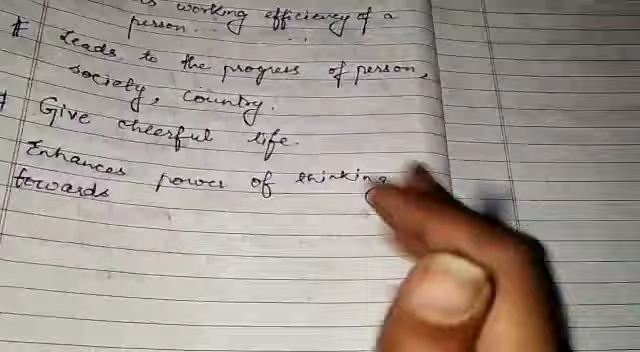 working efficiency of a
person...
# Leads to the progress of person,
society, country.
# Give cheerful life.
Enhances power of thinking
towards